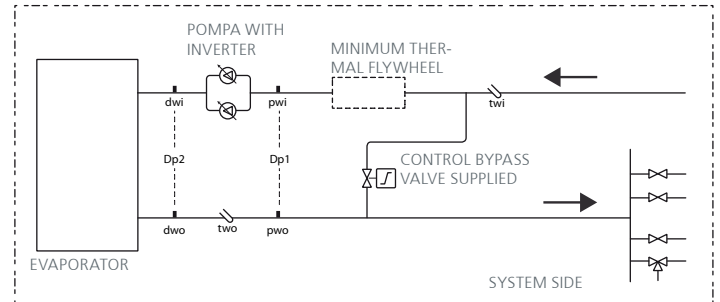 POMPA WITH
INVERTER
MINIMUM THER-
MAL FLYWHEEL
dwi
pwi
twi
Dp2
Dp1
CONTROL BYPASS
VALVE SUPPLIED
dwo
two
pwo
EVAPORATOR
SYSTEM SIDE